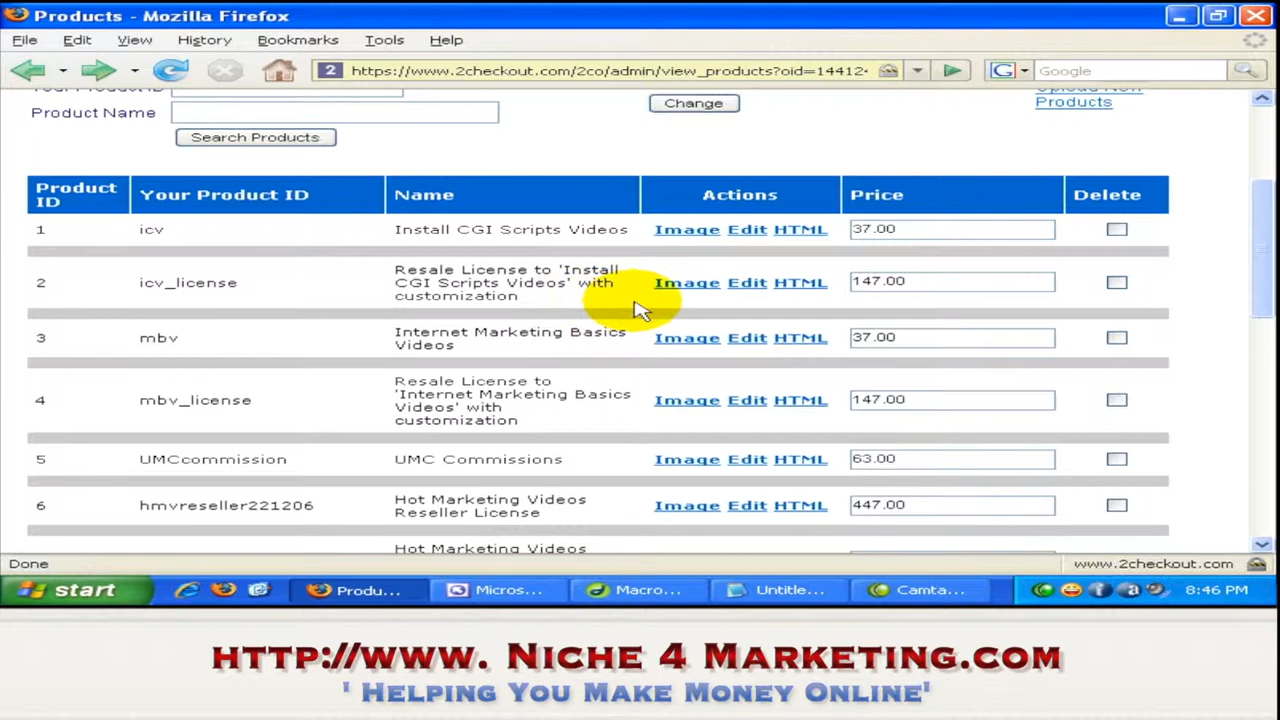 Products - Mozilla Firefox
File Edit View History Bookmarks Tools Help
2 https://www.2checkout.com/2co/admin/view_products?oid=14412 G Google
Product Name
Change
Products
Search Products
Product ID Your Product ID Name Actions Price Delete
1 icv Install CGI Scripts Videos Image Edit HTML 37.00
Resale License to 'Install
2 icv_license CGI Scripts Videos' with Image Edit HTML 147.00
customization
3 mbv Internet Marketing Basics Image Edit HTML 37.00
Videos
Resale License to
4 mbv_license 'Internet Marketing Basics Image Edit HTML 147.00
Videos' with
customization
5 UMCcommission UMC Commissions Image Edit HTML 63.00
6 hmvreseller221206 Hot Marketing Videos Image Edit HTML 447.00
Reseller License
Hot Marketing Videos
Done www.2checkout.com
start Produ... Micros... Macro... Untitle... Camta... 8:46 PM
http://www. Niche 4 Marketing.com
' Helping You Make Money Online'